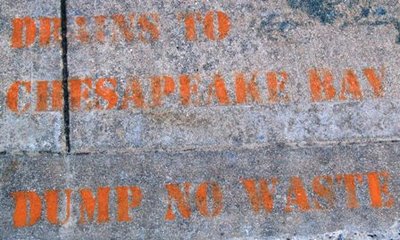 DRAINS TO
CHESAPEAKE BAY
DUMP NO WASTE